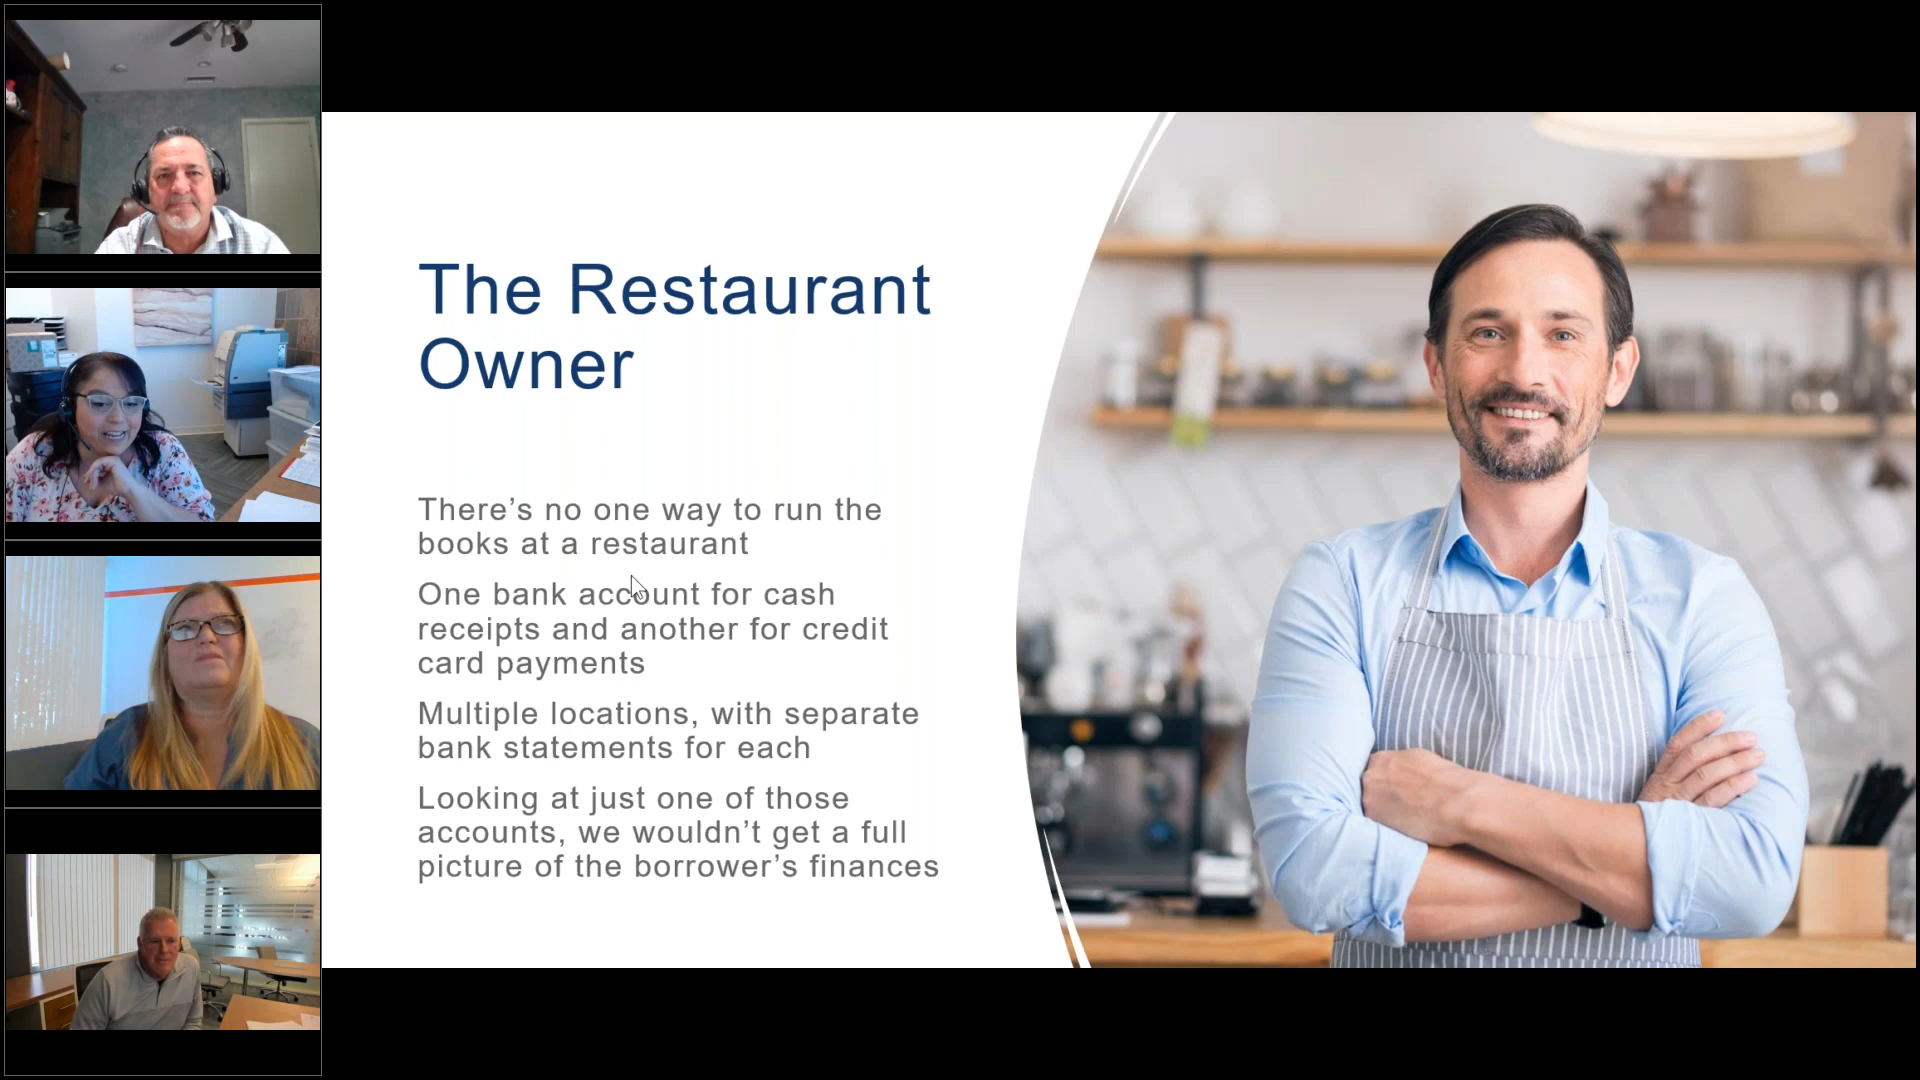 The Restaurant
Owner
There’s no one way to run the
books at a restaurant
One bank account for cash
receipts and another for credit
card payments
Multiple locations, with separate
bank statements for each
Looking at just one of those
accounts, we wouldn’t get a full
picture of the borrower’s finances